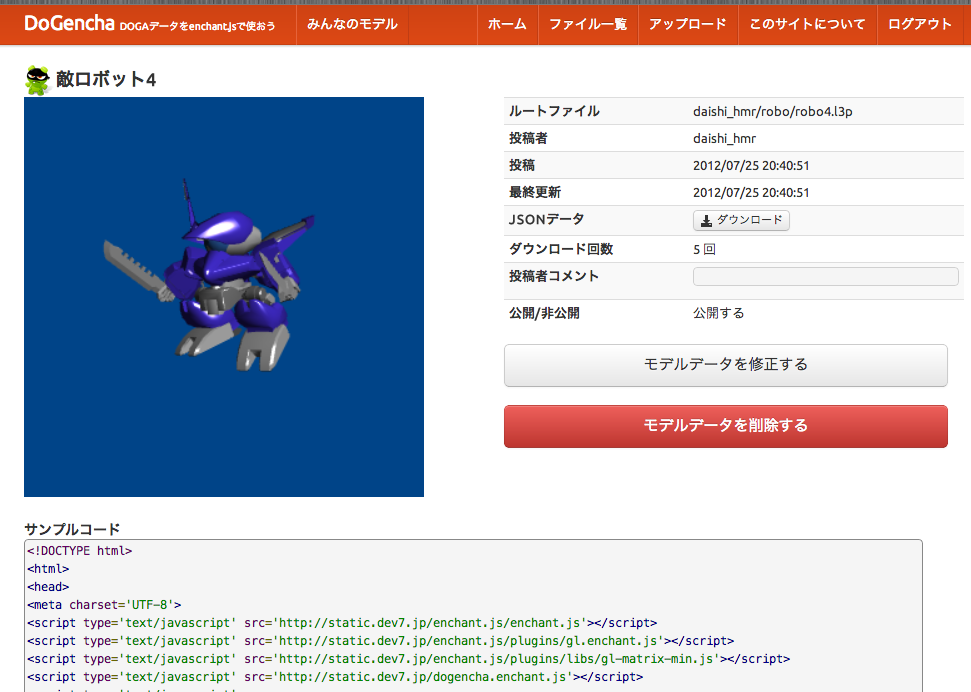 DoGencha DOGAデータをenchant.jsで使おう みんなのモデル ホーム ファイル一覧 アップロード このサイトについて ログアウト
敵ロボット4
ルートファイル daishi_hmr/robo/robo4.l3p
投稿者 daishi_hmr
投稿 2012/07/25 20:40:51
最終更新 2012/07/25 20:40:51
JSONデータ ダウンロード
ダウンロード回数 5 回
投稿者コメント
公開/非公開 公開する
モデルデータを修正する
モデルデータを削除する
サンプルコード
<!DOCTYPE html>
<html>
<head>
<meta charset='UTF-8'>
<script type='text/javascript' src='http://static.dev7.jp/enchant.js/enchant.js'></script>
<script type='text/javascript' src='http://static.dev7.jp/enchant.js/plugins/gl.enchant.js'></script>
<script type='text/javascript' src='http://static.dev7.jp/enchant.js/plugins/libs/gl-matrix-min.js'></script>
<script type='text/javascript' src='http://static.dev7.jp/dogencha.enchant.js'></script>